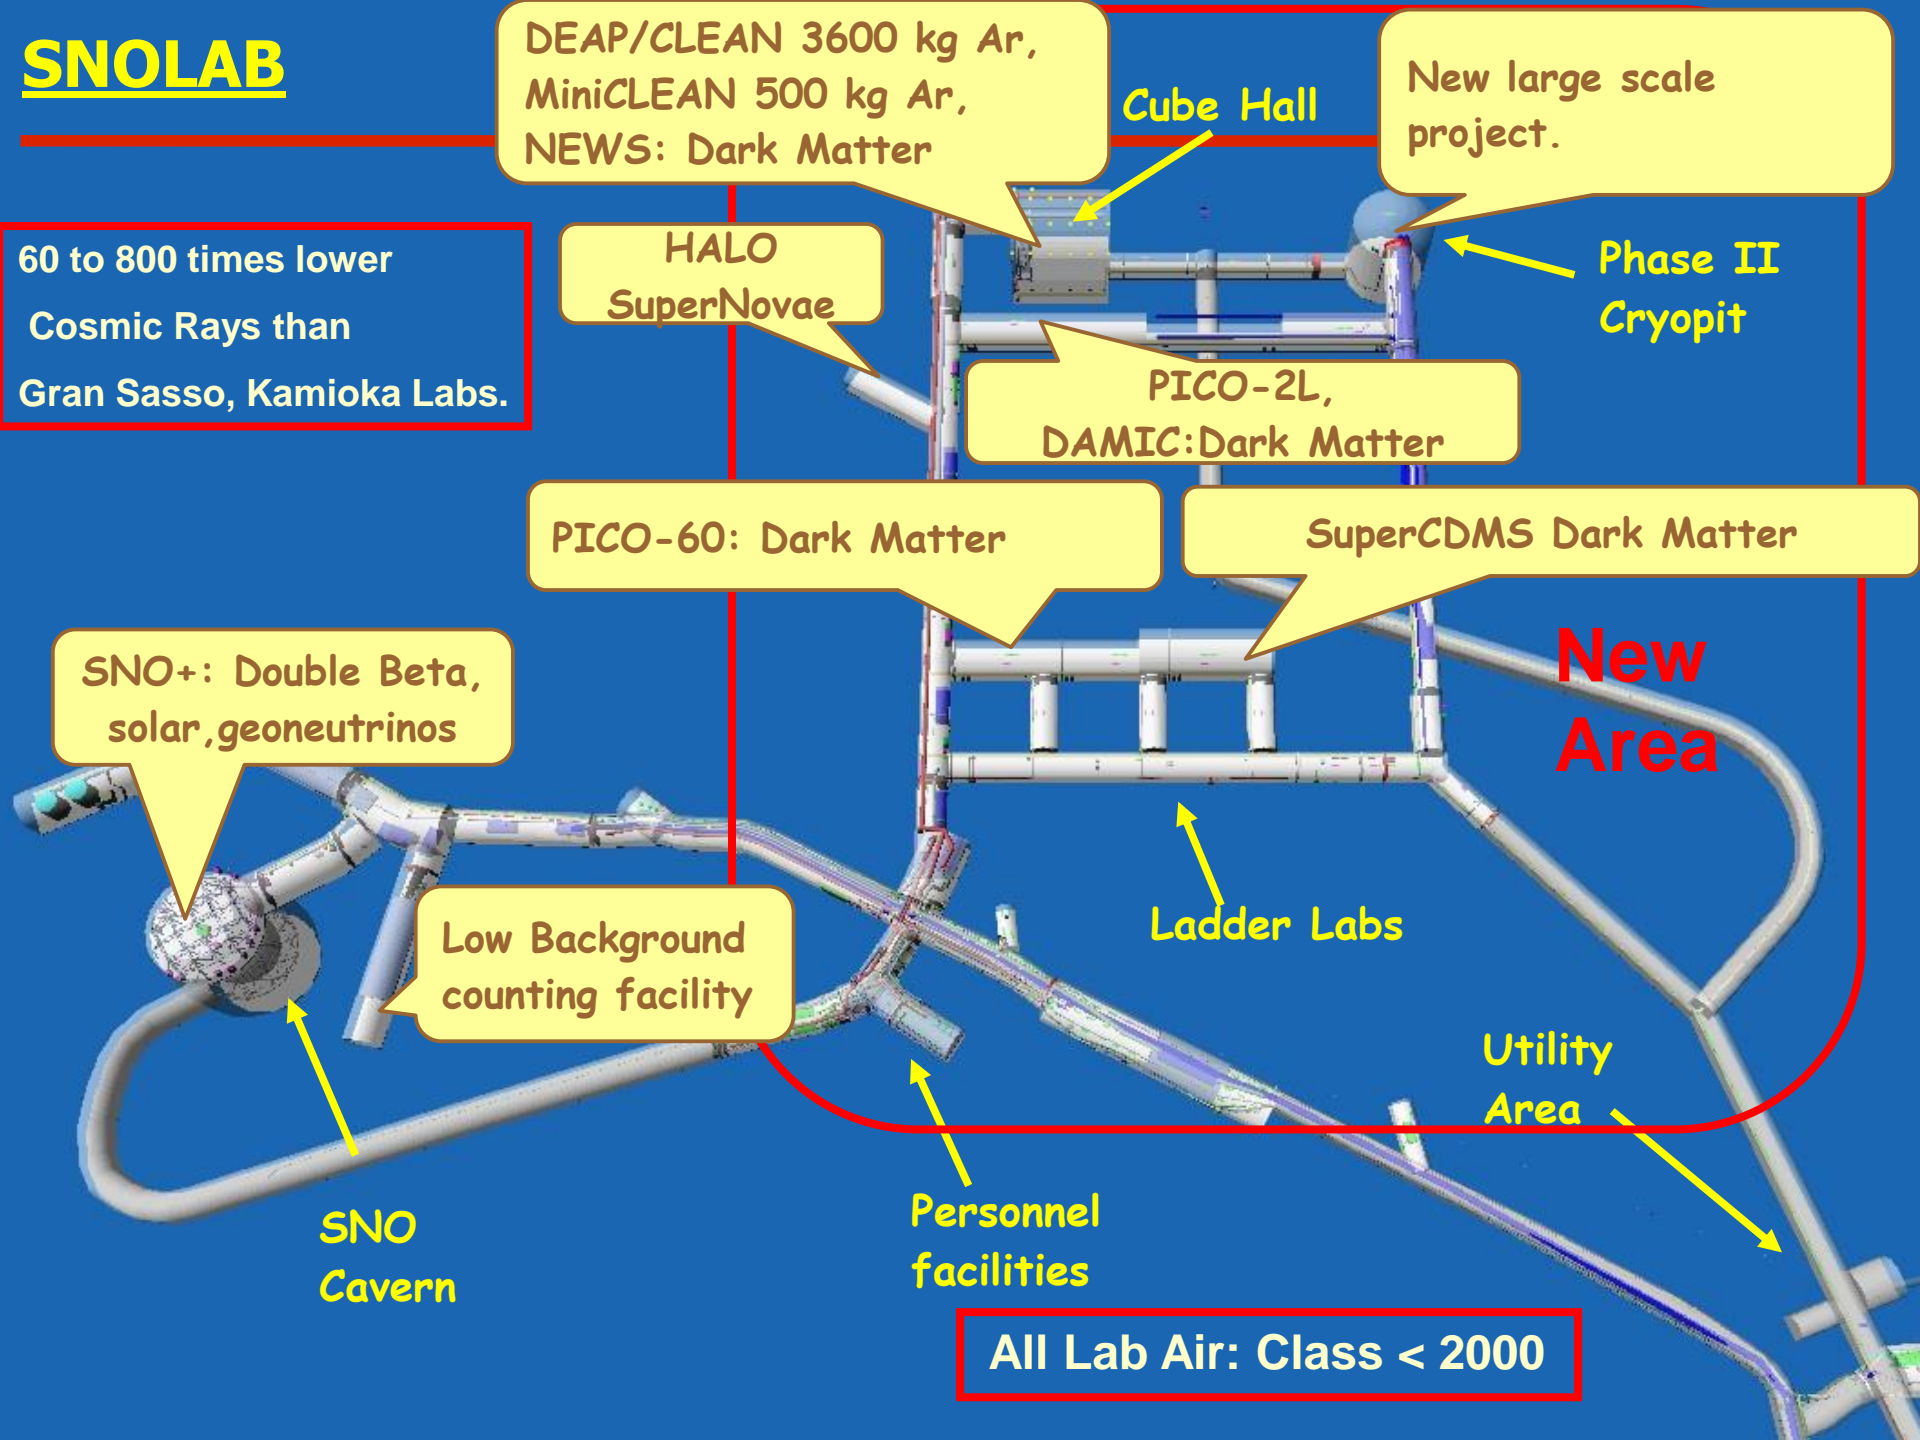 SNOLAB
DEAP/CLEAN 3600 kg Ar,
MiniCLEAN 500 kg Ar,
NEWS: Dark Matter
Cube Hall
New large scale
project.
60 to 800 times lower
Cosmic Rays than
Gran Sasso, Kamioka Labs.
HALO
SuperNovae
Phase II
Cryopit
PICO-2L,
DAMIC:Dark Matter
PICO-60: Dark Matter
SuperCDMS Dark Matter
New
Area
SNO+: Double Beta,
solar,geoneutrinos
Low Background
counting facility
Ladder Labs
Utility
Area
SNO
Cavern
Personnel
facilities
All Lab Air: Class < 2000